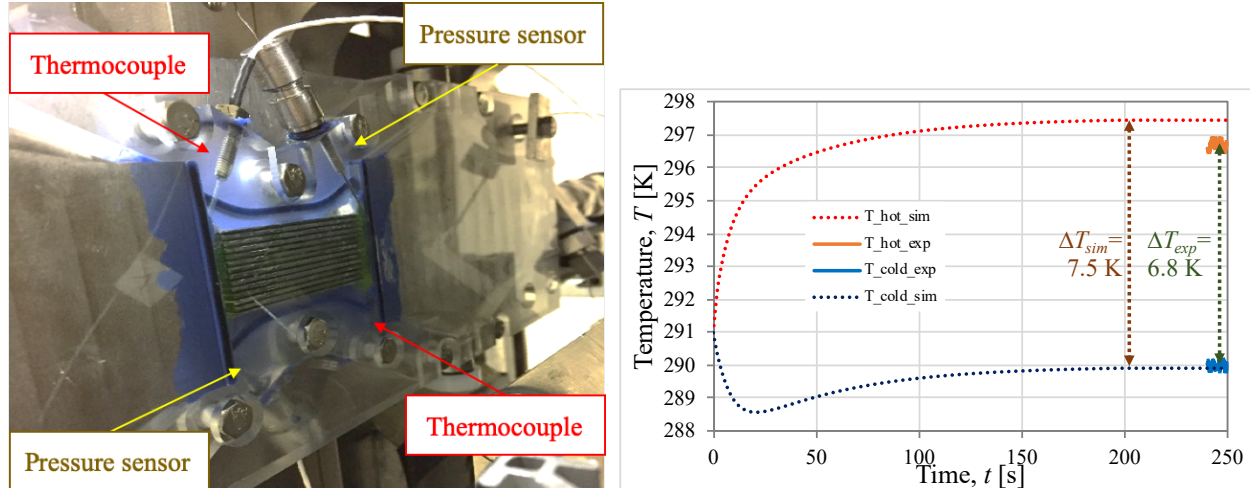 Pressure sensor
Thermocouple
Thermocouple
Pressure sensor
298
297
296
295
294
293
292
291
290
289
288
Temperature, T [K]
T_hot_sim
T_hot_exp
T_cold_exp
T_cold_sim
ΔTsim=
7.5 K
ΔTexp=
6.8 K
0
50
100
150
200
250
Time, t [s]